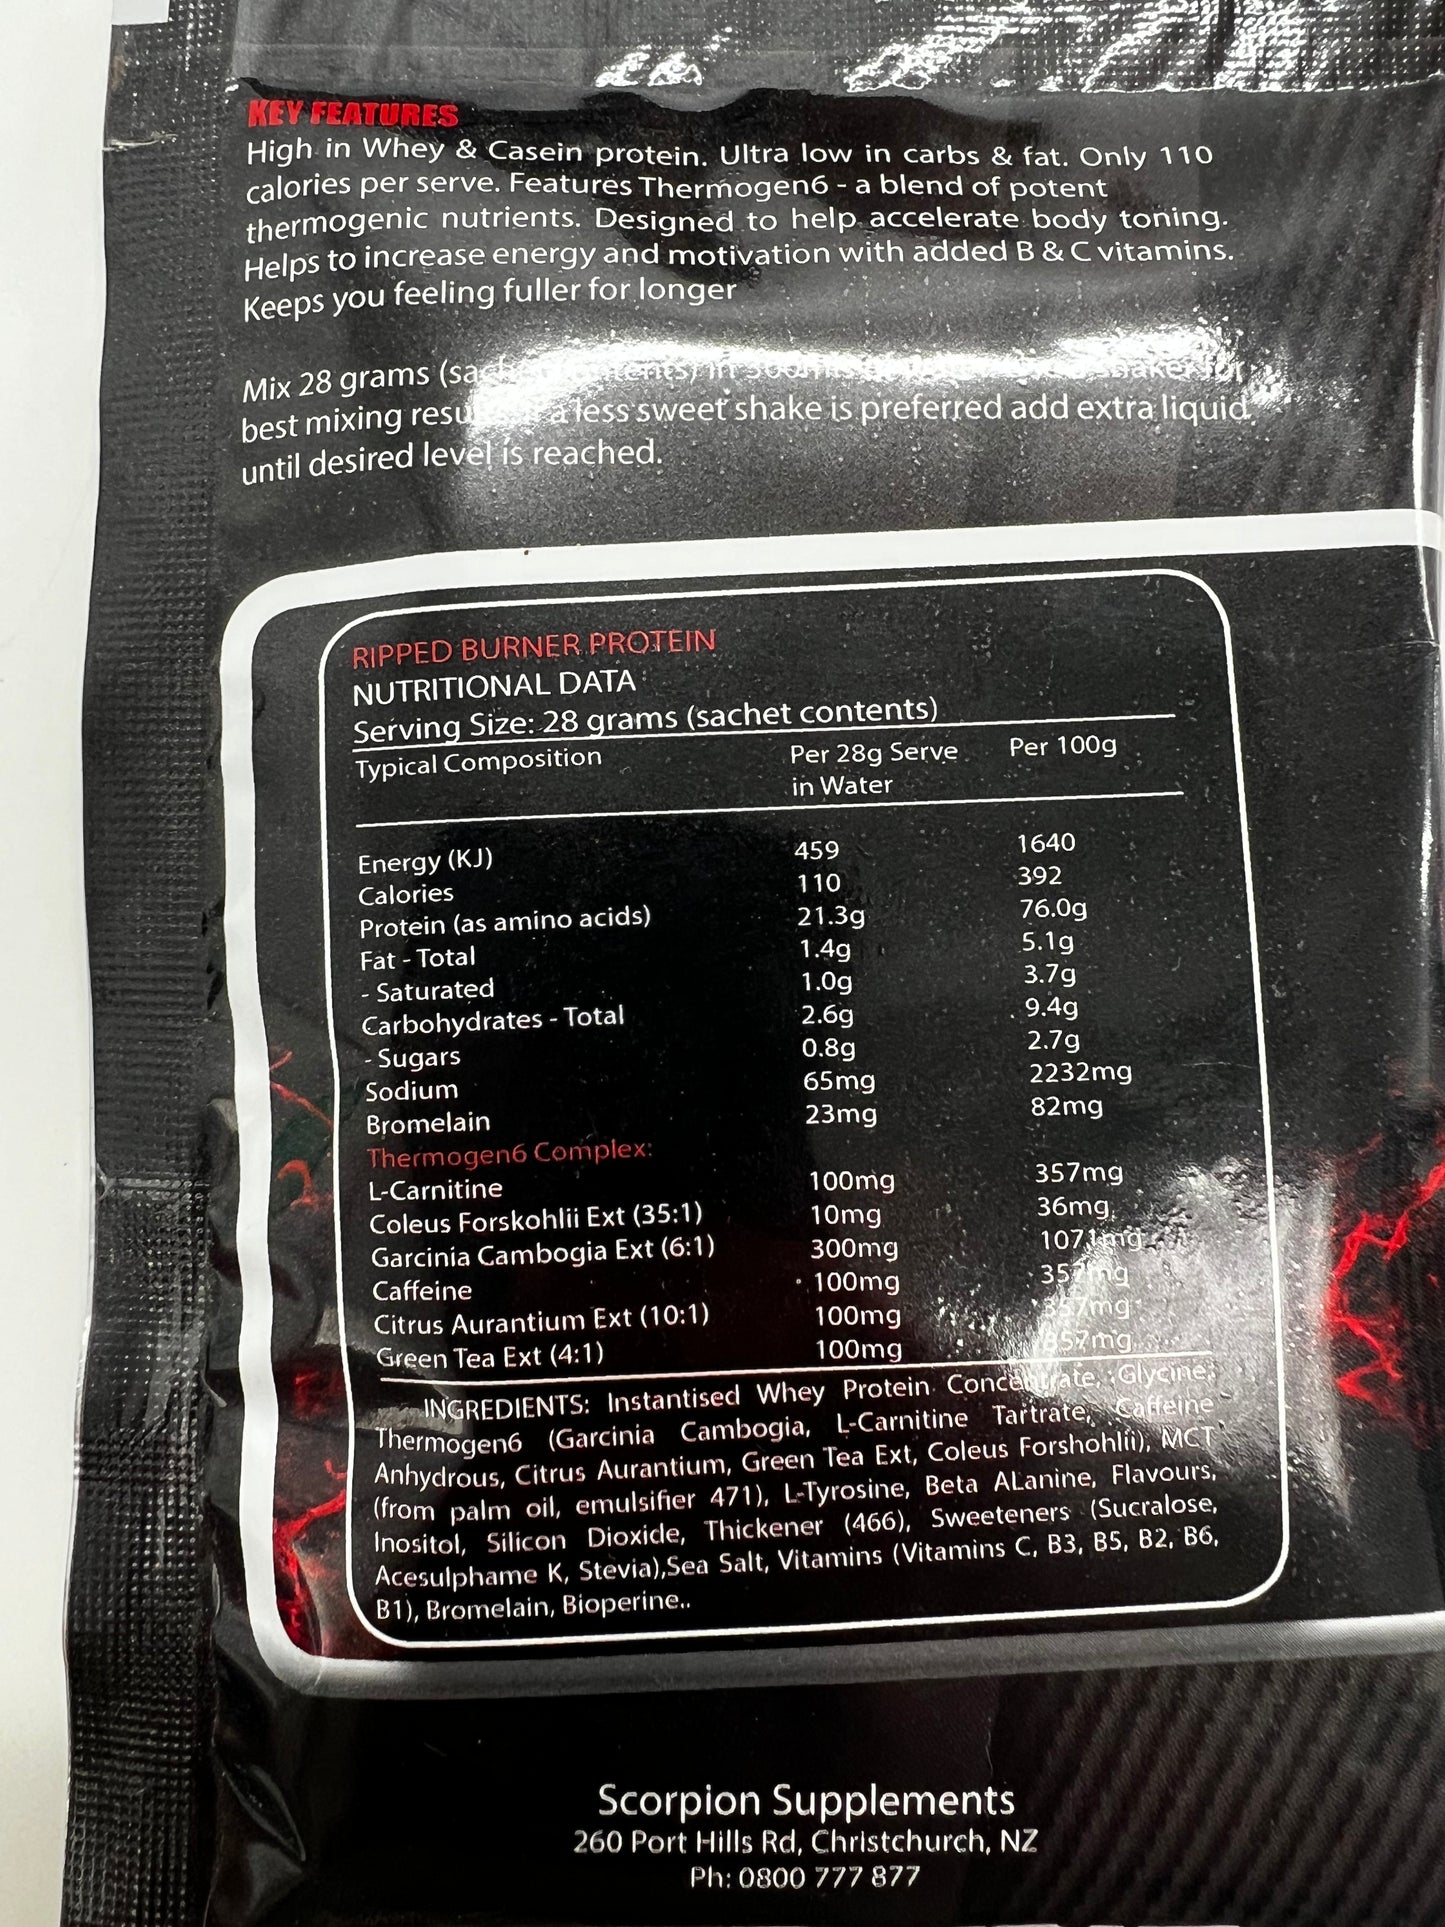 KEY FEATURES
High in Whey & Casein protein. Ultra low in carbs & fat. Only 110
calories per serve. Features Thermogen6 - a blend of potent
thermogenic nutrients. Designed to help accelerate body toning.
Helps to increase energy and motivation with added B & C vitamins.
Keeps you feeling fuller for longer
Mix 28 grams (sachet contents) in 300mls shaker for
best mixing results a less sweet shake is preferred add extra liquid
until desired level is reached.
RIPPED BURNER PROTEIN
NUTRITIONAL DATA
Serving Size: 28 grams (sachet contents)
Typical Composition Per 28g Serve Per 100g
in Water
Energy (KJ) 459 1640
Calories 110 392
Protein (as amino acids) 21.3g 76.0g
Fat - Total 1.4g 5.1g
- Saturated 1.0g 3.7g
Carbohydrates - Total 2.6g 9.4g
- Sugars 0.8g 2.7g
Sodium 65mg 2232mg
Bromelain 23mg 82mg
Thermogen6 Complex:
L-Carnitine 100mg 357mg
Coleus Forskohlii Ext (35:1) 10mg 36mg
Garcinia Cambogia Ext (6:1) 300mg 1071mg
Caffeine 100mg 357mg
Citrus Aurantium Ext (10:1) 100mg 357mg
Green Tea Ext (4:1) 100mg 357mg
INGREDIENTS: Instantised Whey Protein Concentrate, Glycine,
Thermogen6 (Garcinia Cambogia, L-Carnitine Tartrate, Caffeine
Anhydrous, Citrus Aurantium, Green Tea Ext, Coleus Forshohlii), MCT
(from palm oil, emulsifier 471), L-Tyrosine, Beta ALanine, Flavours,
Inositol, Silicon Dioxide, Thickener (466), Sweeteners (Sucralose,
Acesulphame K, Stevia),Sea Salt, Vitamins (Vitamins C, B3, B5, B2, B6,
B1), Bromelain, Bioperine..
Scorpion Supplements
260 Port Hills Rd, Christchurch, NZ
Ph: 0800 777 877